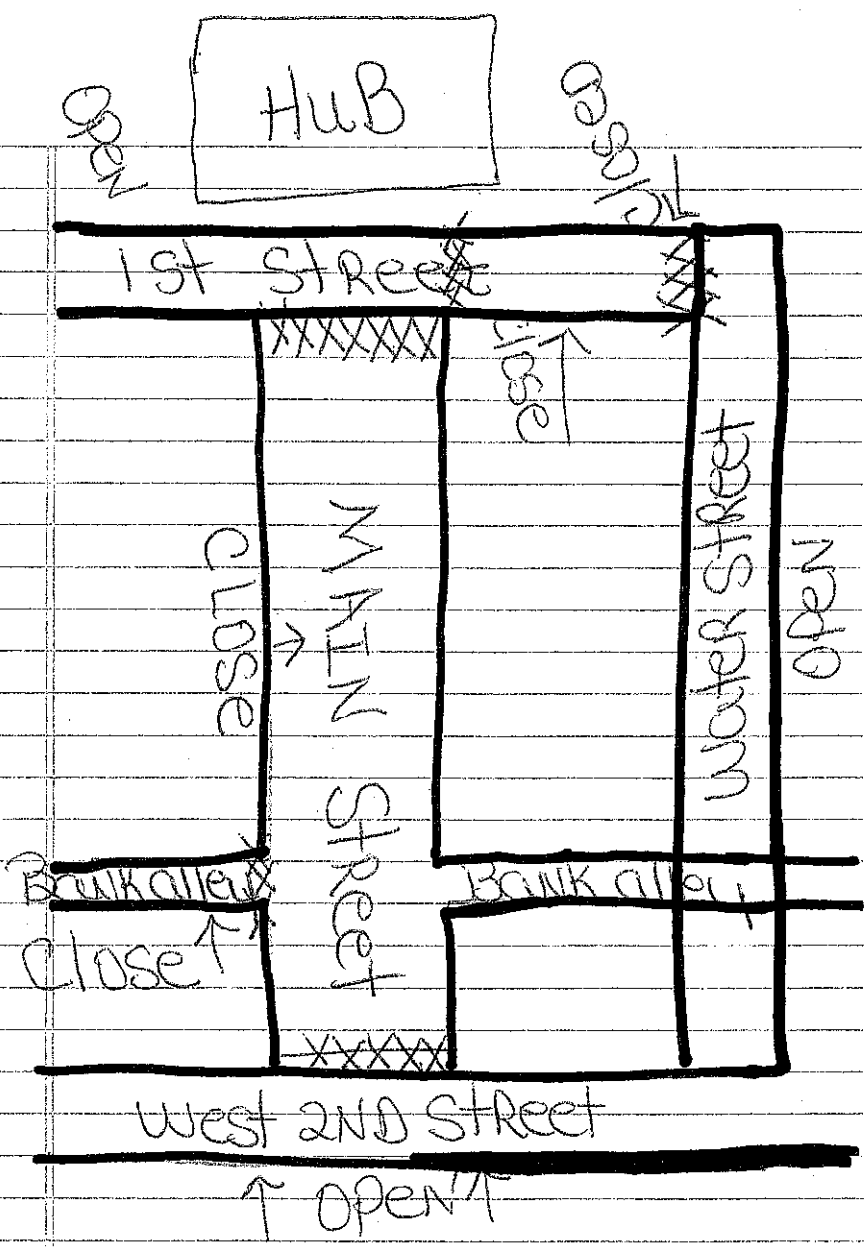 HuB
OPEN
Close
1st Street
Close
CLOSE
MAIN Street
Water Street
OPEN
Bank alley
Bank alley
Close
West 2ND Street
OPEN